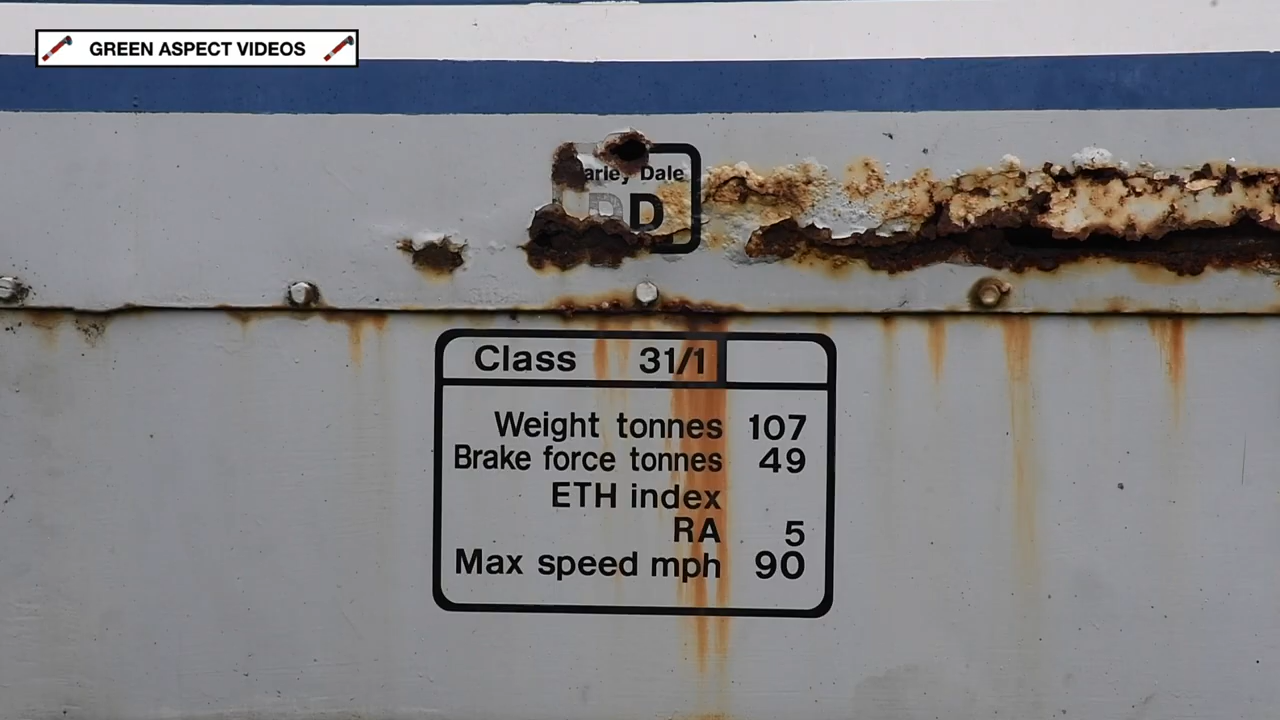 GREEN ASPECT VIDEOS
Dale
D
Class 31/1
Weight tonnes 107
Brake force tonnes 49
ETH index
RA 5
Max speed mph 90